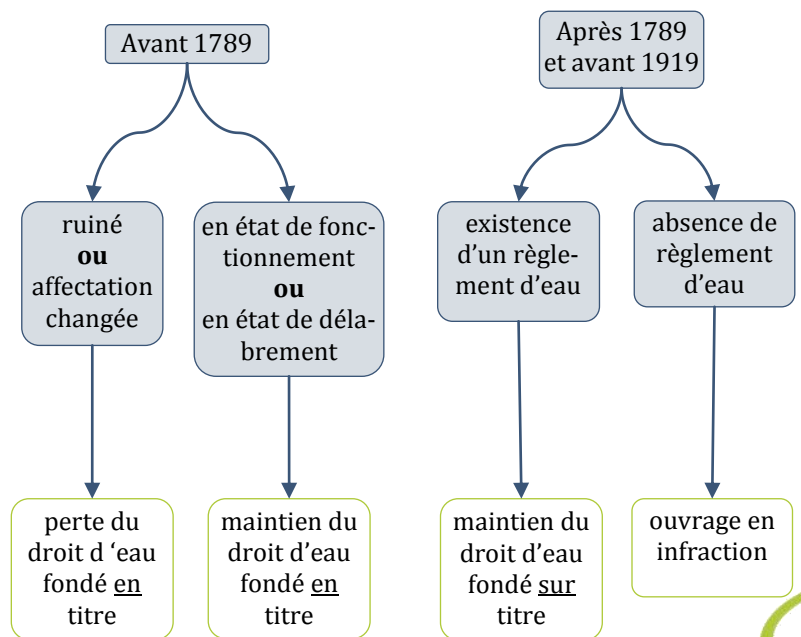 Avant 1789
Après 1789
et avant 1919
ruiné
ou
affectation
changée
en état de fonc-
tionnement
ou
en état de déla-
brement
existence
d'un règle-
ment d'eau
absence de
règlement
d'eau
perte du
droit d 'eau
fondé en
titre
maintien du
droit d'eau
fondé en
titre
maintien du
droit d'eau
fondé sur
titre
ouvrage en
infraction